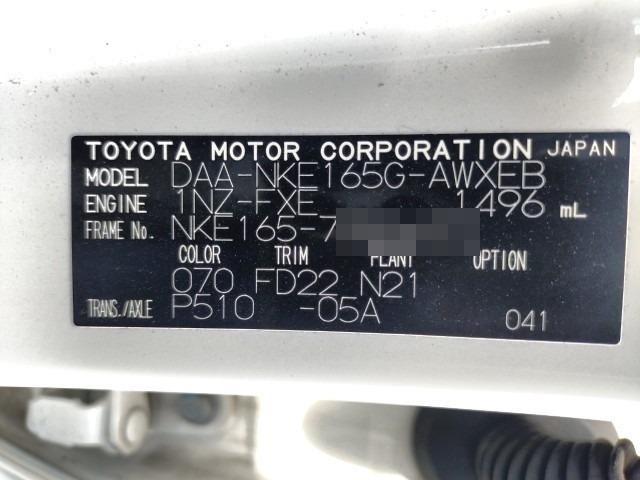 TOYOTA MOTOR CORPORATION JAPAN
MODEL DAA-NKE165G-AWXEB
ENGINE 1NZ-FXE 1496 mL
FRAME No. NKE165-7
COLOR TRIM PLANT OPTION
070 FD22 N21
TRANS./AXLE P510 -05A 041